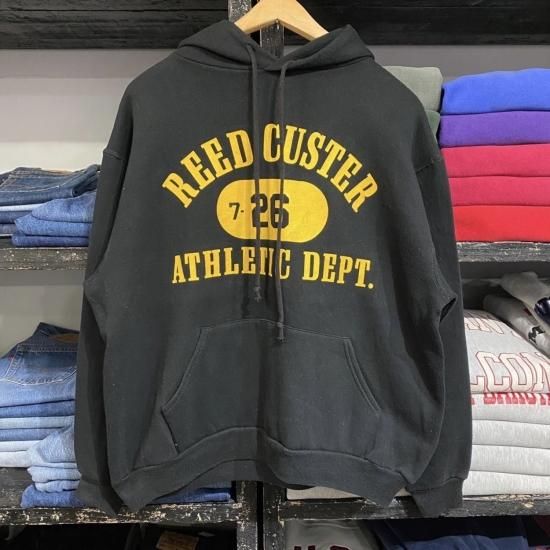 REED CUSTER
7-26
ATHLETIC DEPT.